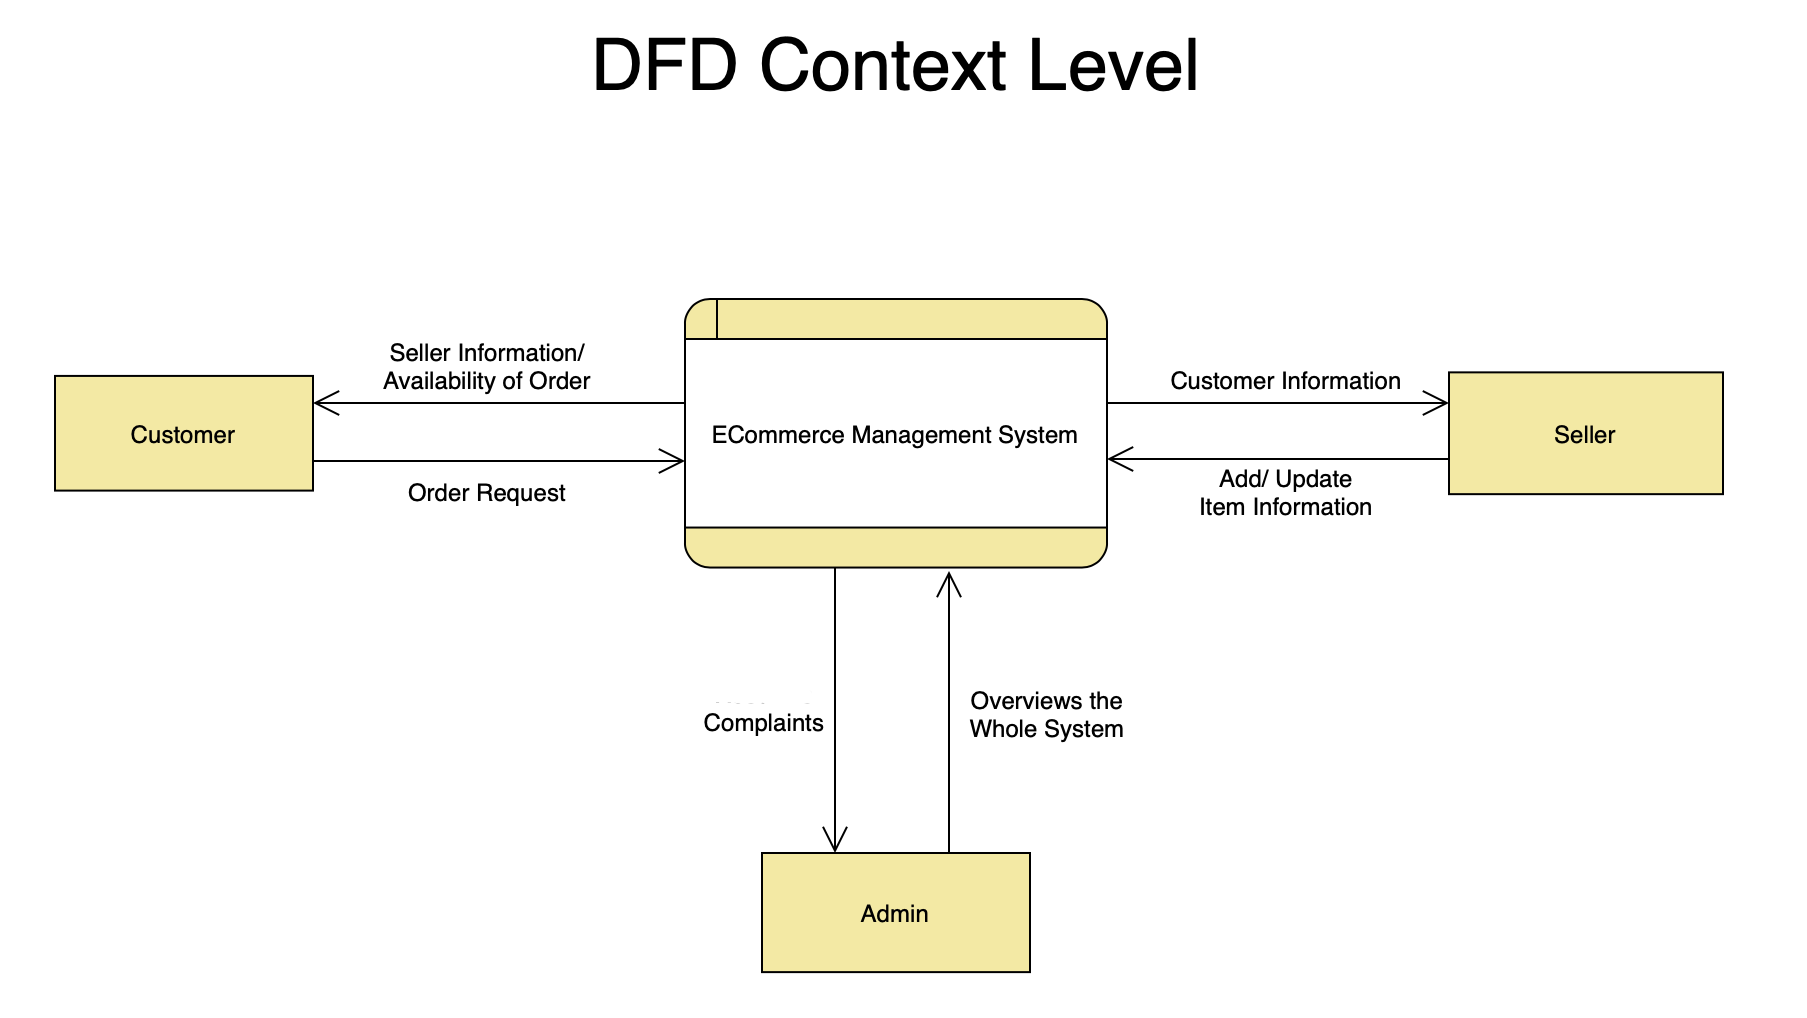 DFD Context Level
Seller Information/
Availability of Order
Customer
Order Request
ECommerce Management System
Customer Information
Seller
Add/ Update
Item Information
Complaints
Overviews the
Whole System
Admin